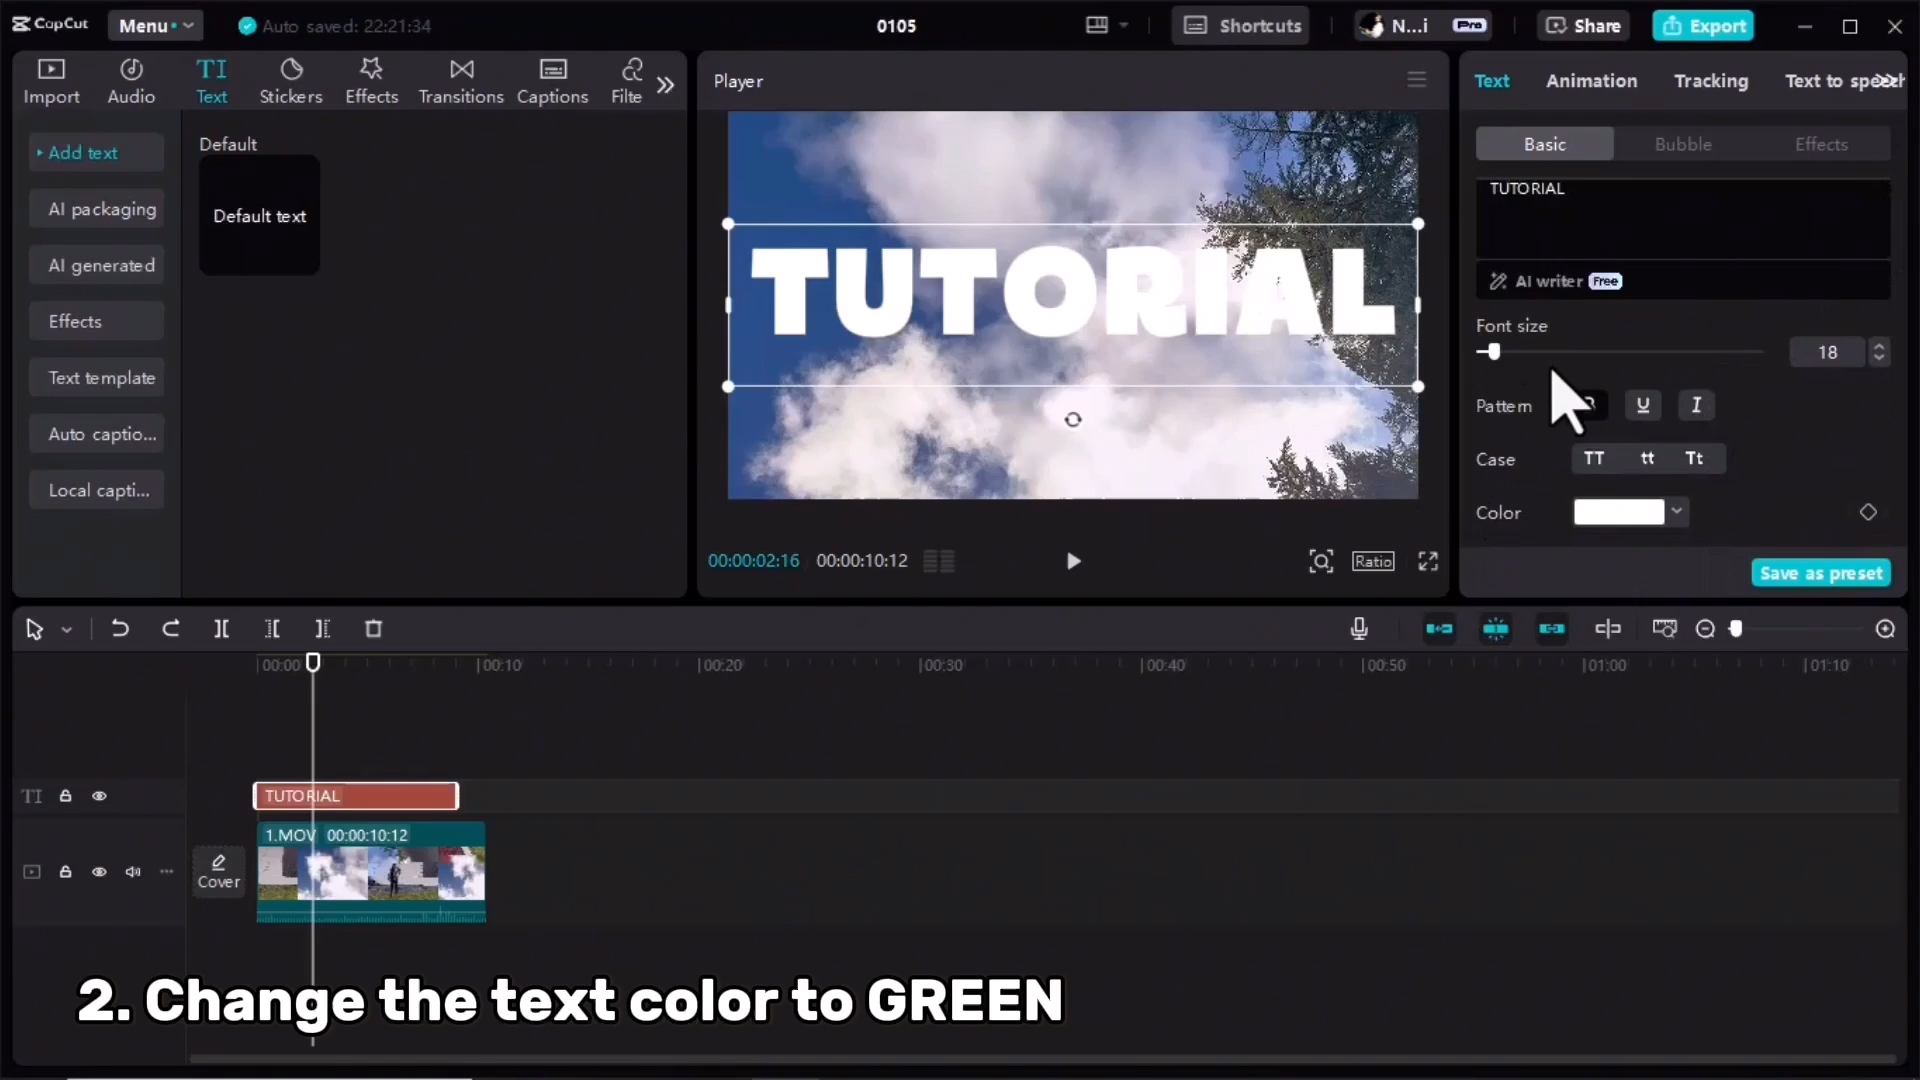 CapCut
Menu
Auto saved: 22:21:34
0105
Shortcuts
N...i
Pro
Share
Export
Import
Audio
TI
Text
Stickers
Effects
Transitions
Captions
Filte
Add text
AI packaging
AI generated
Effects
Text template
Auto captio...
Local capti...
Default
Default text
Player
TUTORIAL
00:00:02:16
00:00:10:12
Ratio
Text
Animation
Tracking
Text to speech
Basic
Bubble
Effects
TUTORIAL
AI writer
Free
Font size
18
Pattern
U
I
Case
TT
tt
Tt
Color
Save as preset
00:00
00:10
00:20
00:30
00:40
00:50
01:00
01:10
TI
TUTORIAL
1.MOV 00:00:10:12
Cover
2. Change the text color to GREEN